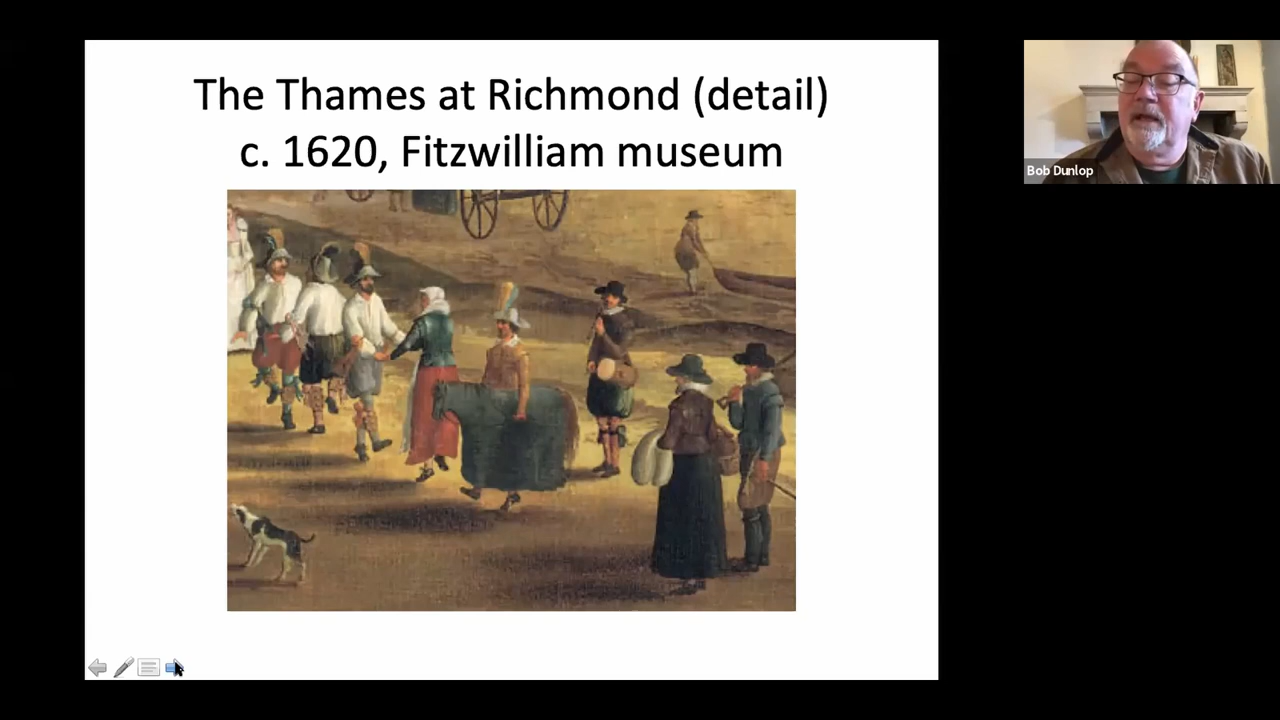 The Thames at Richmond (detail)
c. 1620, Fitzwilliam museum
Bob Dunlop